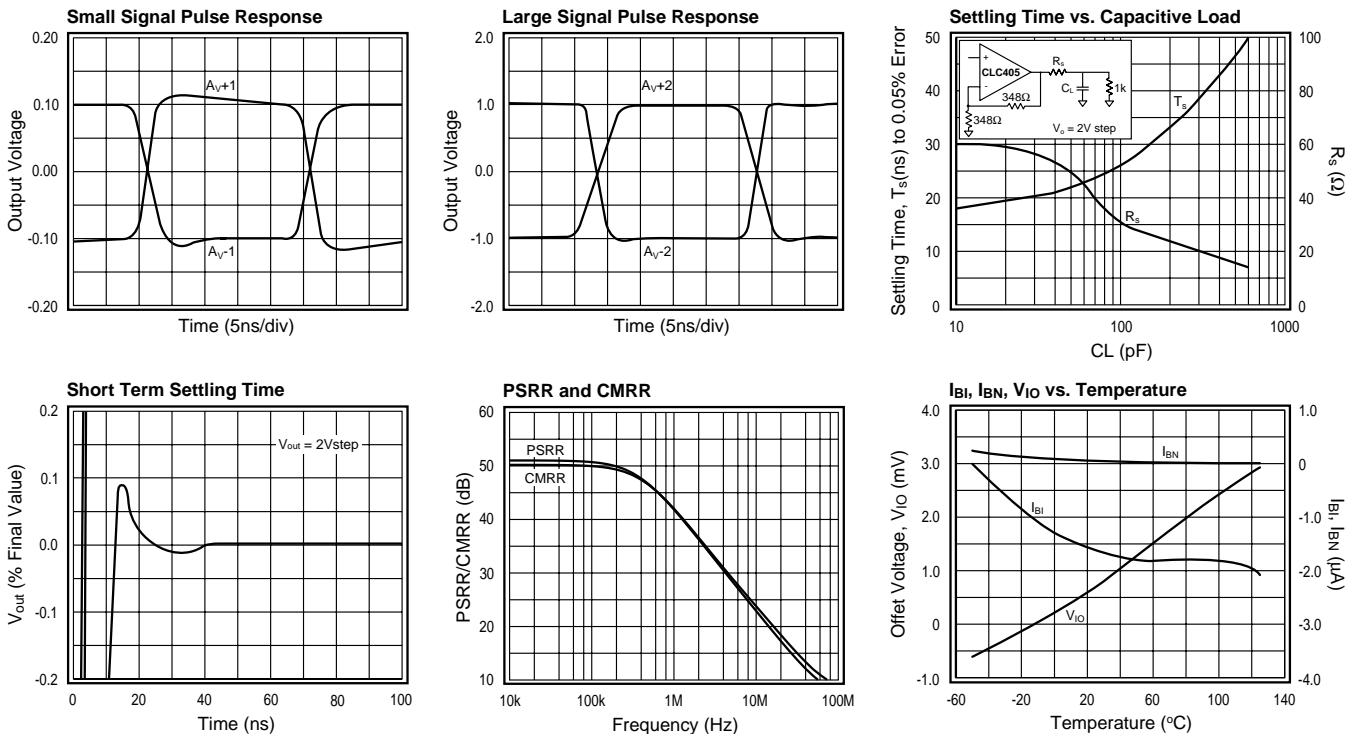 Small Signal Pulse Response
Output Voltage
0.20
0.10
0.00
-0.10
-0.20
AV+1
AV-1
Time (5ns/div)
Large Signal Pulse Response
Output Voltage
2.0
1.0
0.00
-1.0
-2.0
AV+2
AV-2
Time (5ns/div)
Settling Time vs. Capacitive Load
Settling Time, Ts(ns) to 0.05% Error
50
40
30
20
10
0
+
-
CLC405
Rs
CL
1k
348Ω
348Ω
Vo = 2V step
Ts
Rs
100
80
60
40
20
0
Rs (Ω)
10
100
1000
CL (pF)
Short Term Settling Time
Vout (% Final Value)
0.2
0.1
0.0
-0.1
-0.2
Vout = 2Vstep
0
20
40
60
80
100
Time (ns)
PSRR and CMRR
PSRR/CMRR (dB)
60
50
40
30
20
10
PSRR
CMRR
10k
100k
1M
10M
100M
Frequency (Hz)
IBI, IBN, VIO vs. Temperature
Offet Voltage, VIO (mV)
4.0
3.0
2.0
1.0
0
-1.0
IBN
IBI
VIO
1.0
0
-1.0
-2.0
-3.0
-4.0
IBI, IBN (µA)
-60
-20
20
60
100
140
Temperature (oC)